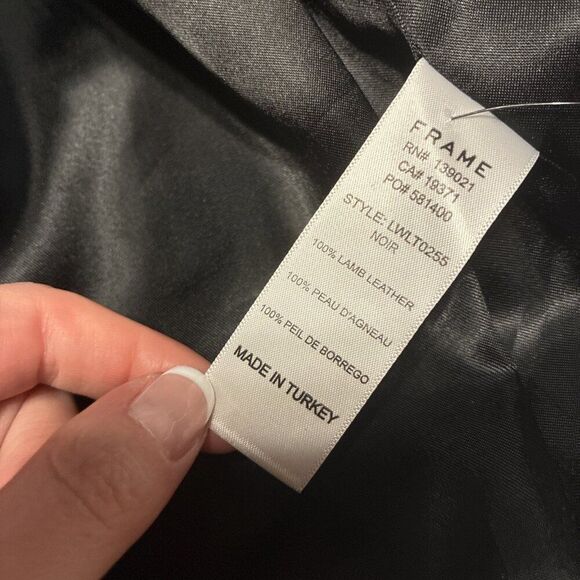 FRAME
RN# 139021
CA# 19371
PO# 581400
STYLE: LWLT0255
NOIR
100% LAMB LEATHER
100% PEAU D'AGNEAU
100% PEIL DE BORREGO
MADE IN TURKEY